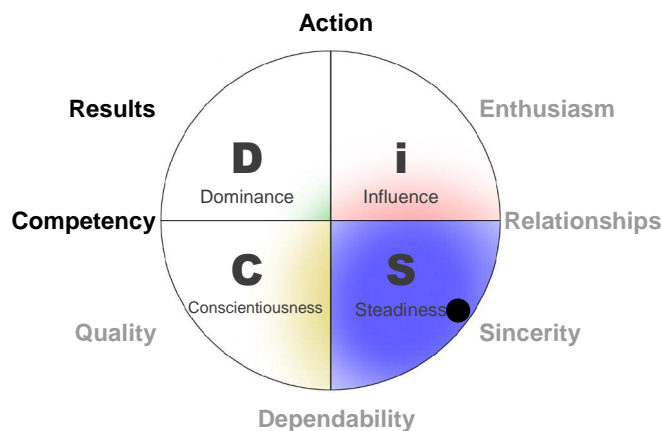 Action
Results
Enthusiasm
D
i
Dominance
Influence
Competency
Relationships
C
S
Conscientiousness
Steadiness
Quality
Sincerity
Dependability